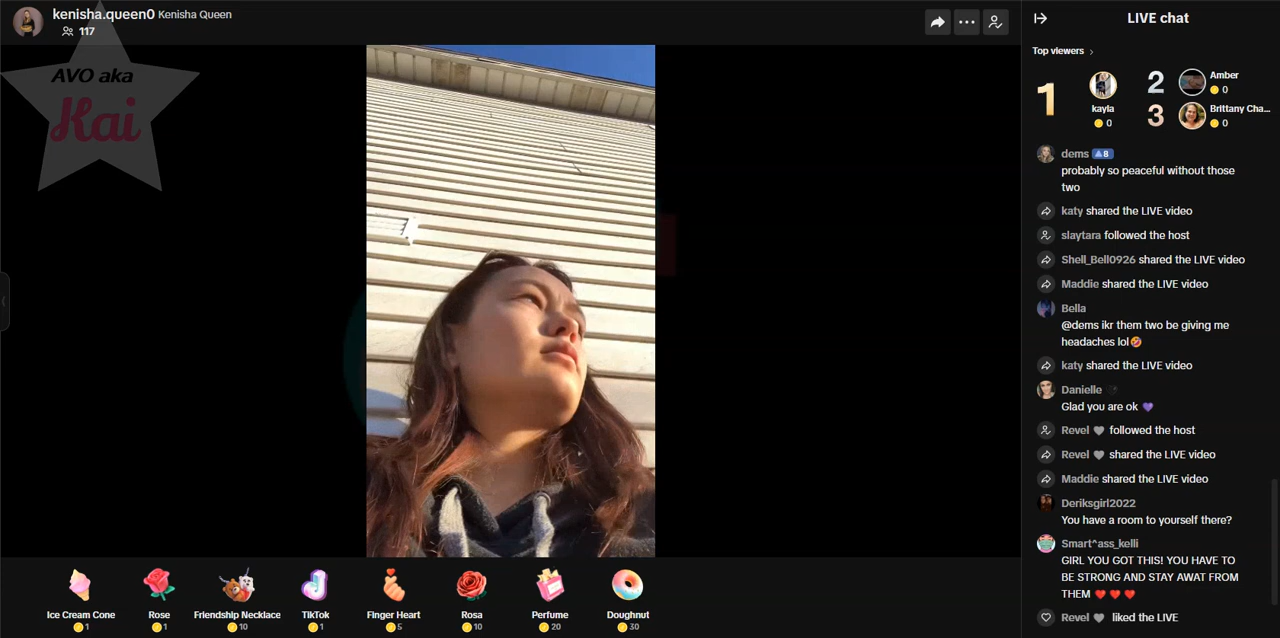 kenisha.queen0 Kenisha Queen
117
AVO aka
Kai
LIVE chat
Top viewers
1
kayla
0
2
Amber
0
3
Brittany Cha...
0
dems 8
probably so peaceful without those
two
katy shared the LIVE video
slaytara followed the host
Shell_Bell0926 shared the LIVE video
Maddie shared the LIVE video
Bella
@dems ikr them two be giving me
headaches lol🤣
katy shared the LIVE video
Danielle
Glad you are ok 💜
Revel 🩶 followed the host
Revel 🩶 shared the LIVE video
Maddie shared the LIVE video
Deriksgirl2022
You have a room to yourself there?
Smart^ass_kelli
GIRL YOU GOT THIS! YOU HAVE TO
BE STRONG AND STAY AWAT FROM
THEM ❤️❤️❤️
Revel 🩶 liked the LIVE
Ice Cream Cone
1
Rose
1
Friendship Necklace
10
TikTok
1
Finger Heart
5
Rosa
10
Perfume
20
Doughnut
30